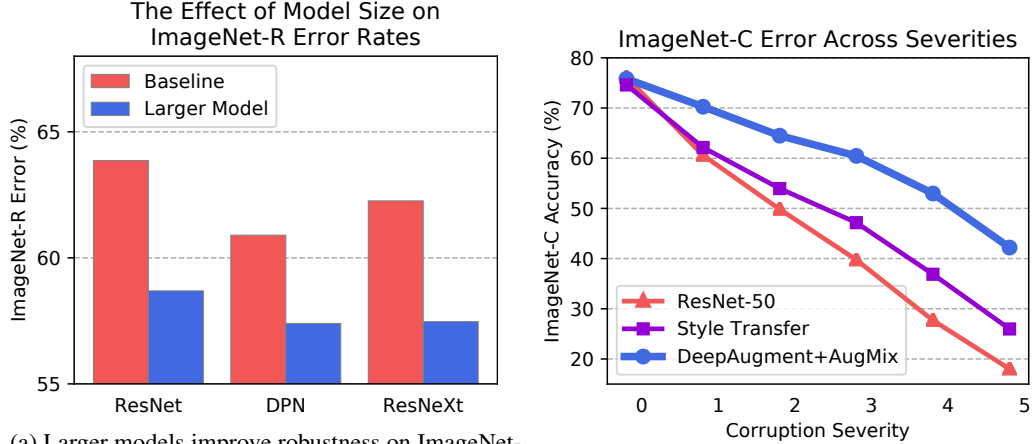 The Effect of Model Size on
ImageNet-R Error Rates
Baseline
Larger Model
65
60
55
ImageNet-R Error (%)
ResNet
DPN
ResNeXt
(a) Larger models improve robustness on ImageNet-
ImageNet-C Error Across Severities
80
70
60
50
40
30
20
ImageNet-C Accuracy (%)
ResNet-50
Style Transfer
DeepAugment+AugMix
0 1 2 3 4 5
Corruption Severity